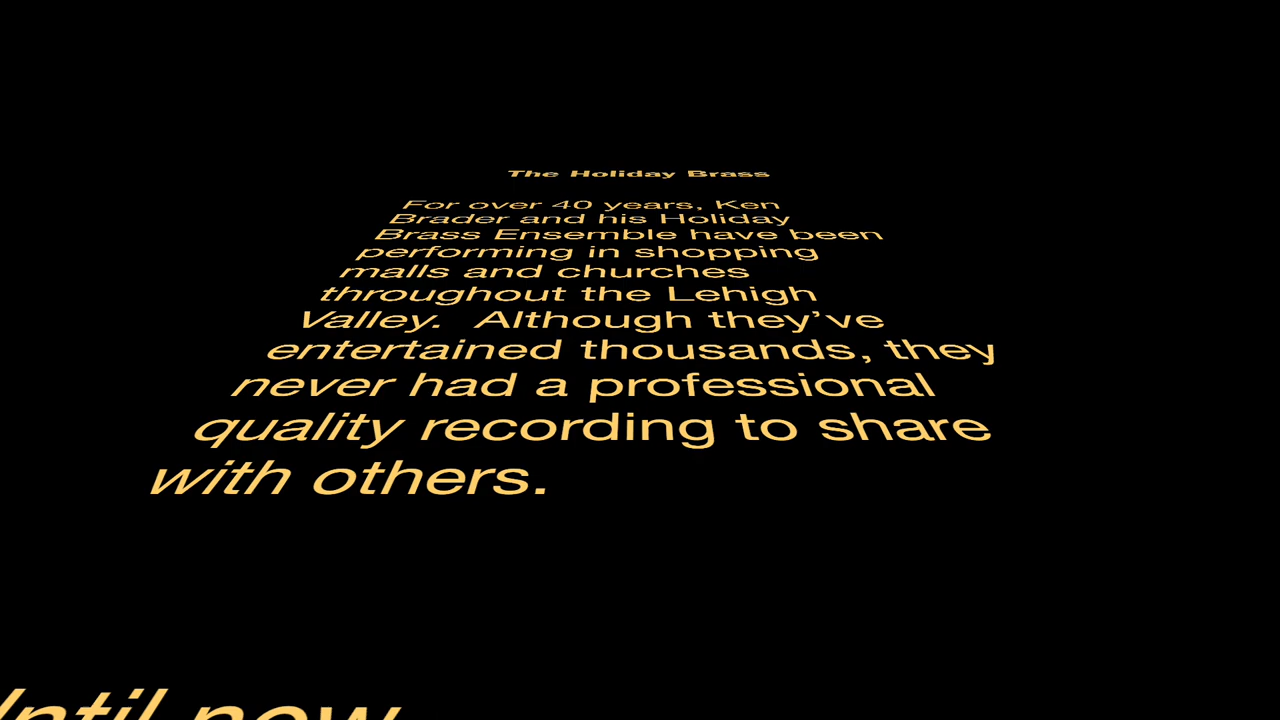 The Holiday Brass
For over 40 years, Ken
Brader and his Holiday
Brass Ensemble have been
performing in shopping
malls and churches
throughout the Lehigh
Valley.  Although they’ve
entertained thousands, they
never had a professional
quality recording to share
with others.
Until now